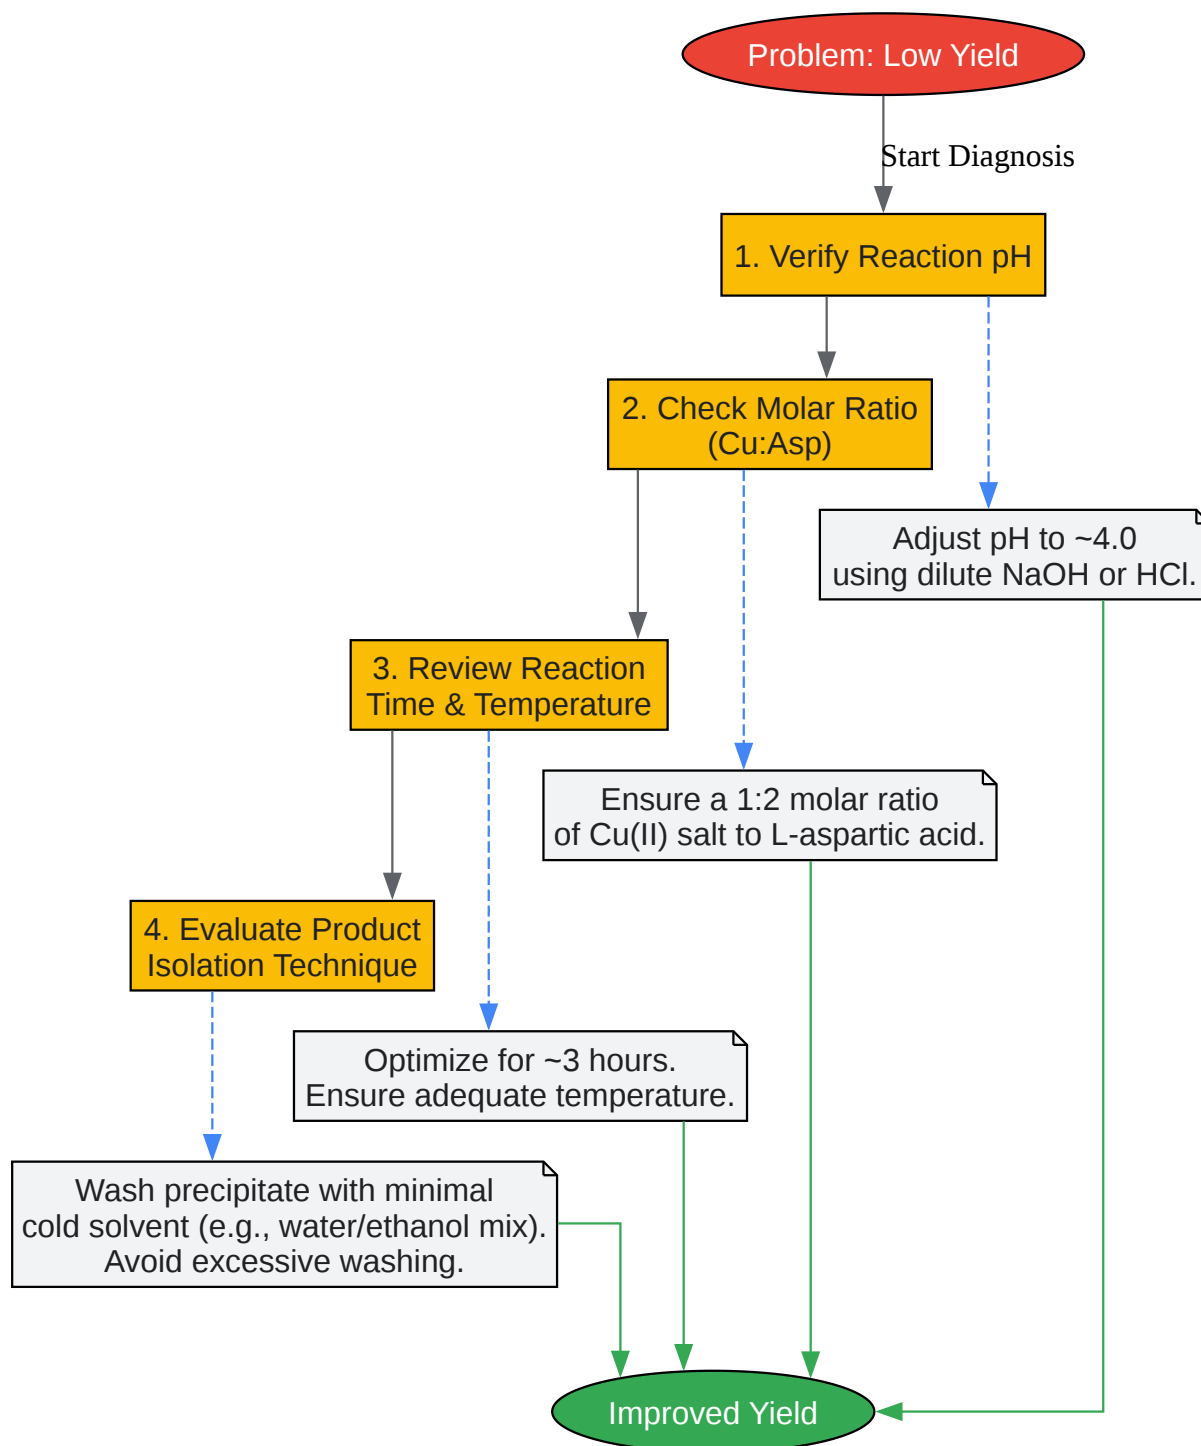 Problem: Low Yield
Start Diagnosis
1. Verify Reaction pH
2. Check Molar Ratio
(Cu:Asp)
Adjust pH to ~4.0
using dilute NaOH or HCl.
3. Review Reaction
Time & Temperature
Ensure a 1:2 molar ratio
of Cu(II) salt to L-aspartic acid.
4. Evaluate Product
Isolation Technique
Optimize for ~3 hours.
Ensure adequate temperature.
Wash precipitate with minimal
cold solvent (e.g., water/ethanol mix).
Avoid excessive washing.
Improved Yield